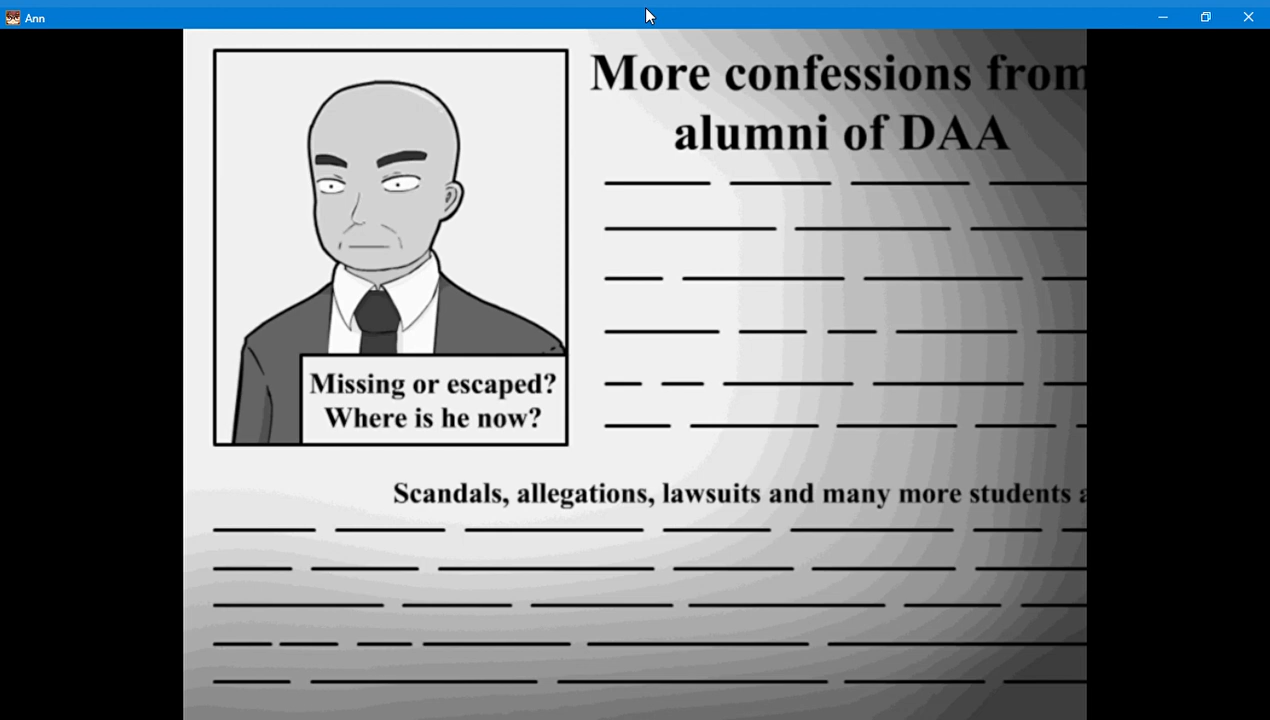 Ann
More confessions from
alumni of DAA
Missing or escaped?
Where is he now?
Scandals, allegations, lawsuits and many more students